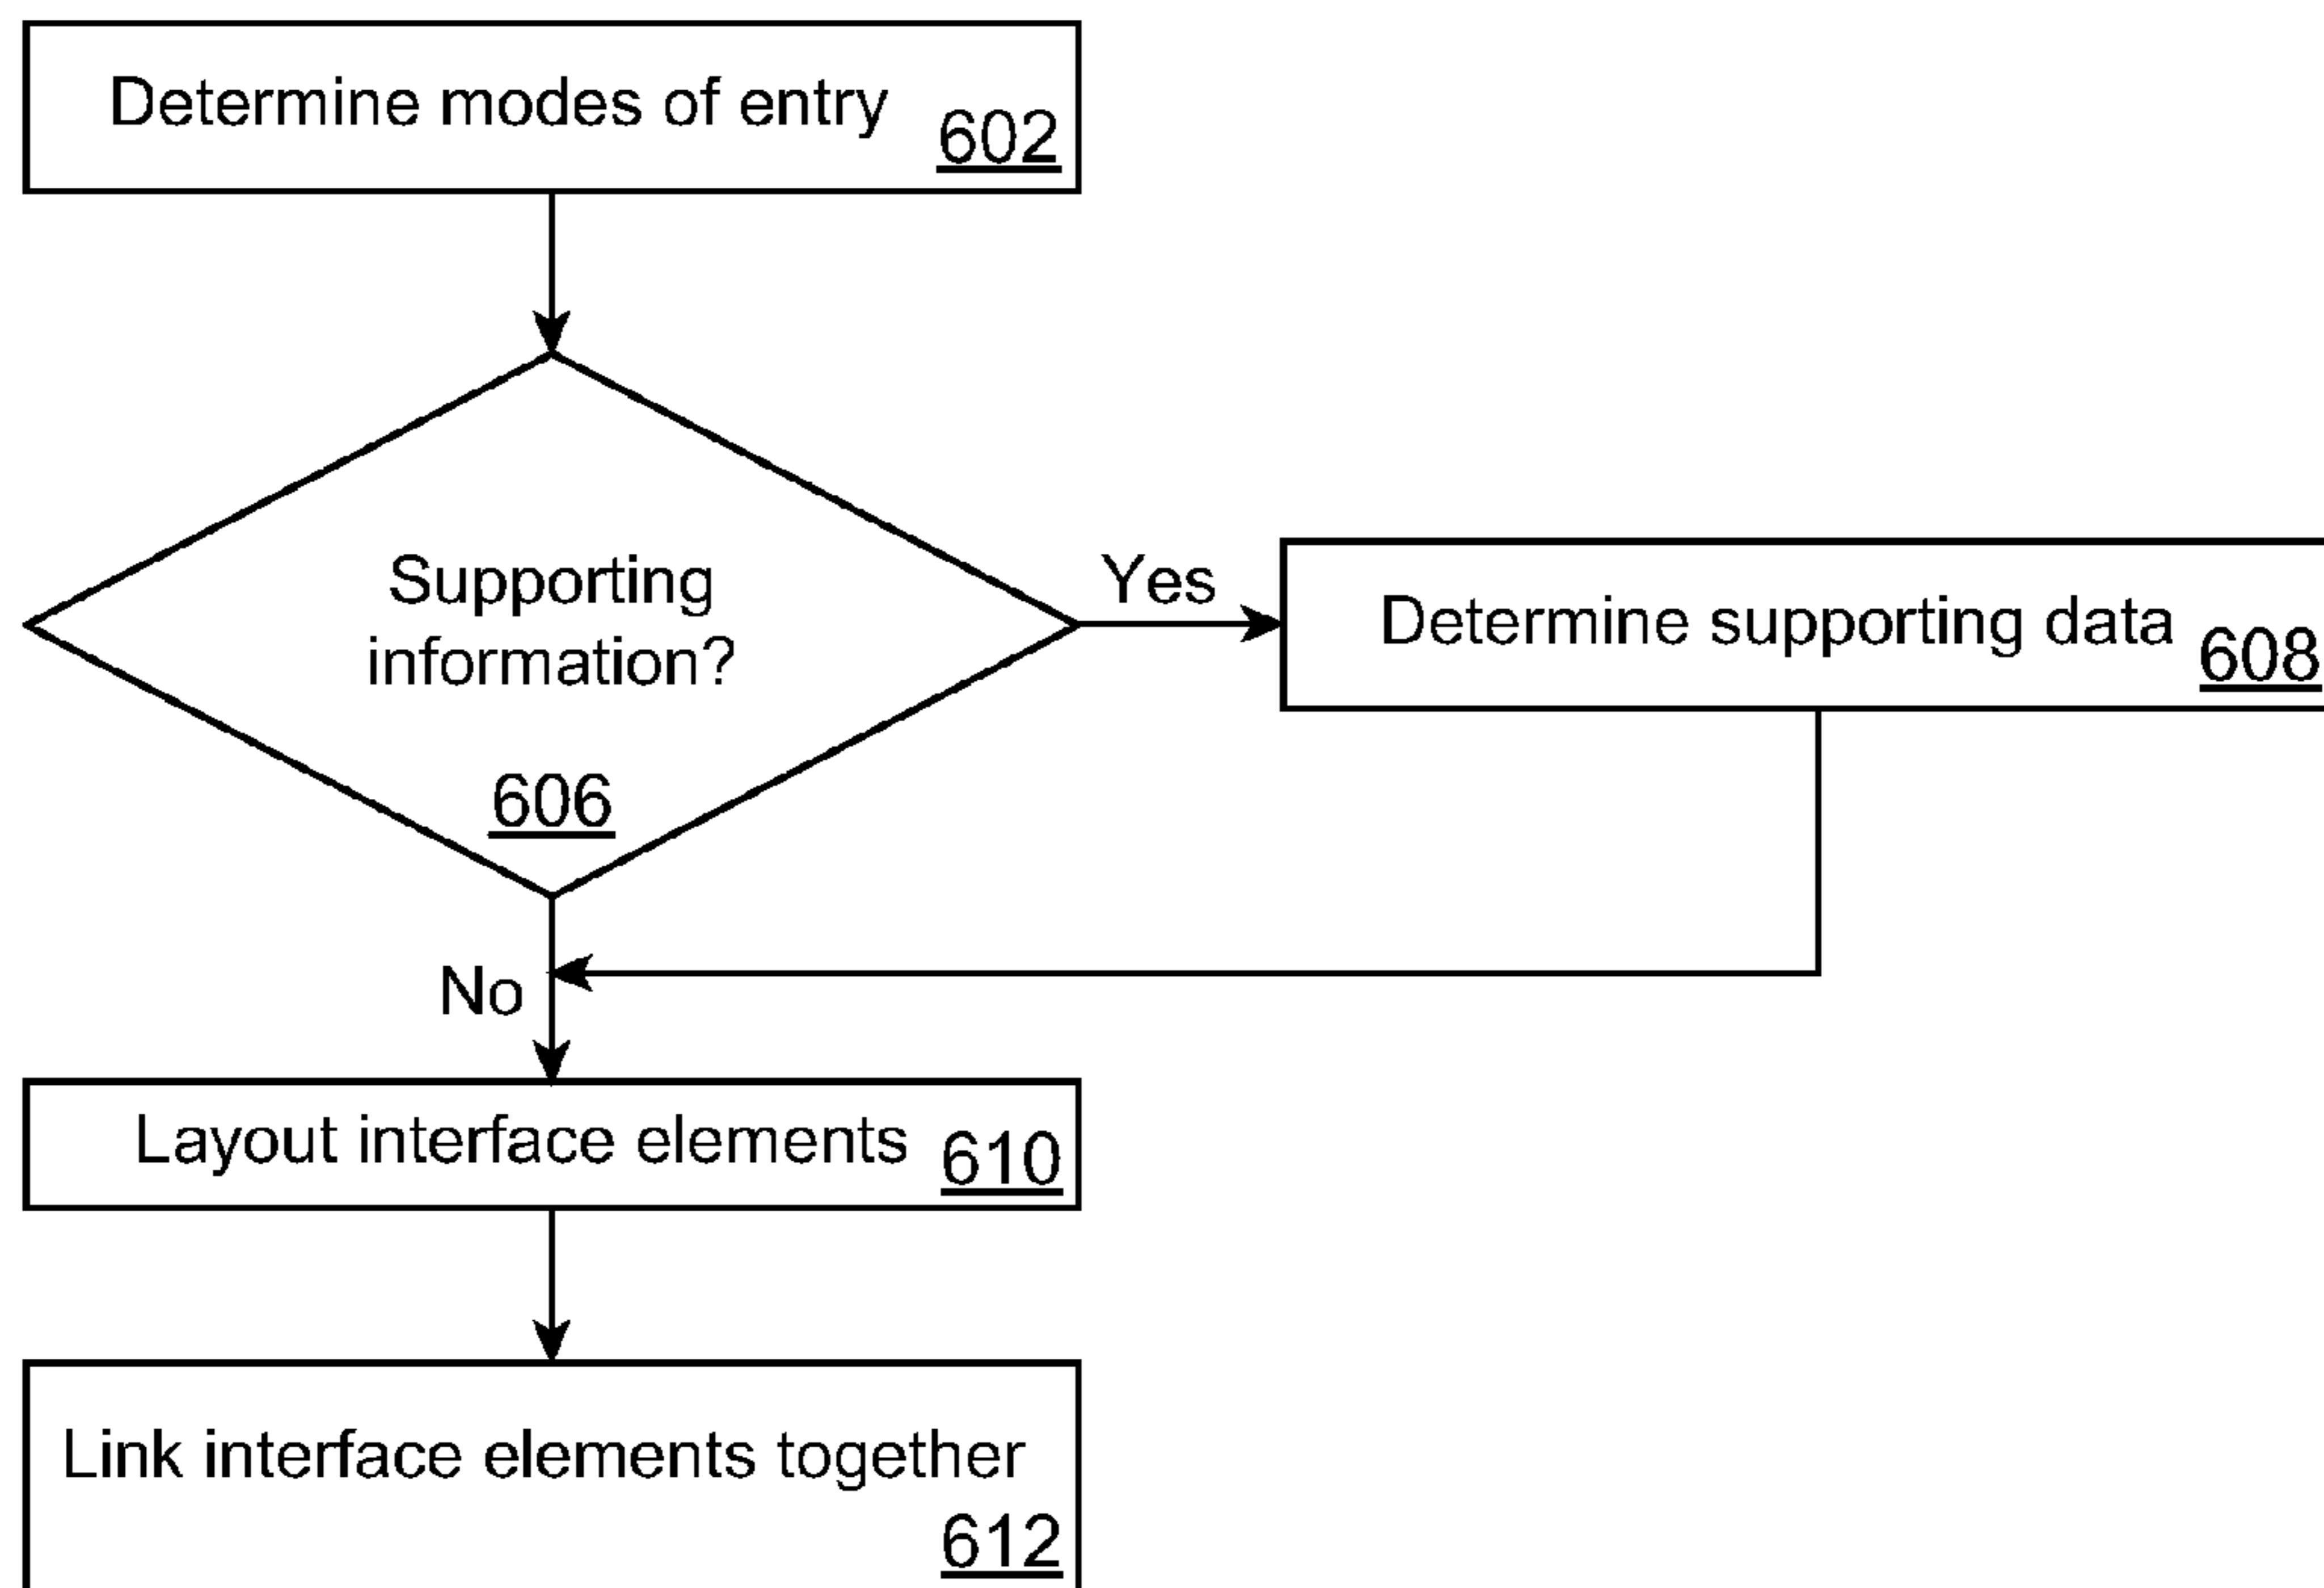 Determine modes of entry
602
Supporting
information?
606
Yes
Determine supporting data
608
No
Layout interface elements
610
Link interface elements together
612